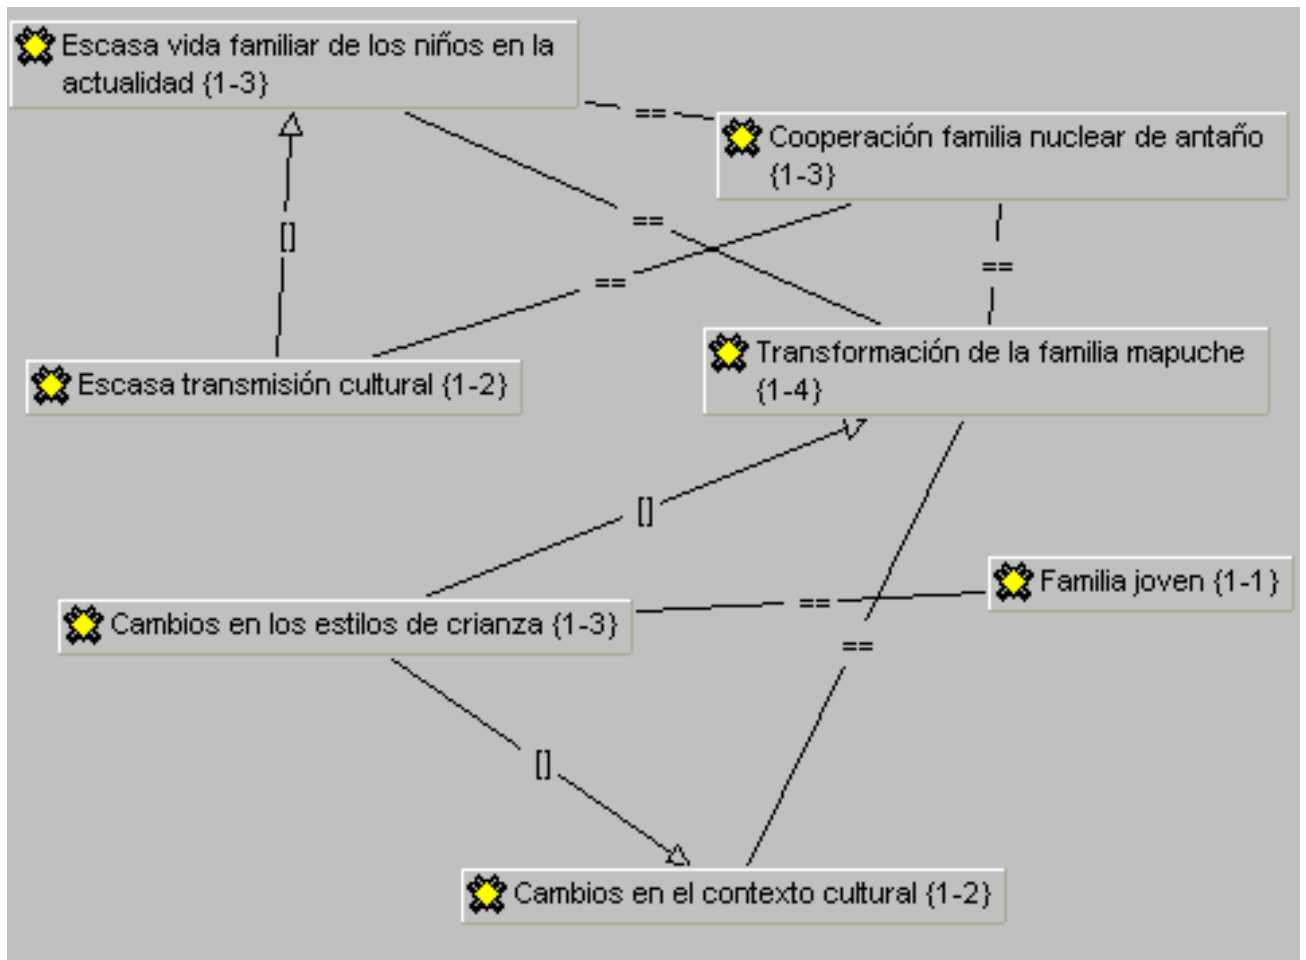 Escasa vida familiar de los niños en la
actualidad {1-3}
==
Cooperación familia nuclear de antaño
{1-3}
==
[]
==
==
Transformación de la familia mapuche
{1-4}
Escasa transmisión cultural {1-2}
[]
Familia joven {1-1}
==
Cambios en los estilos de crianza {1-3}
==
[]
Cambios en el contexto cultural {1-2}